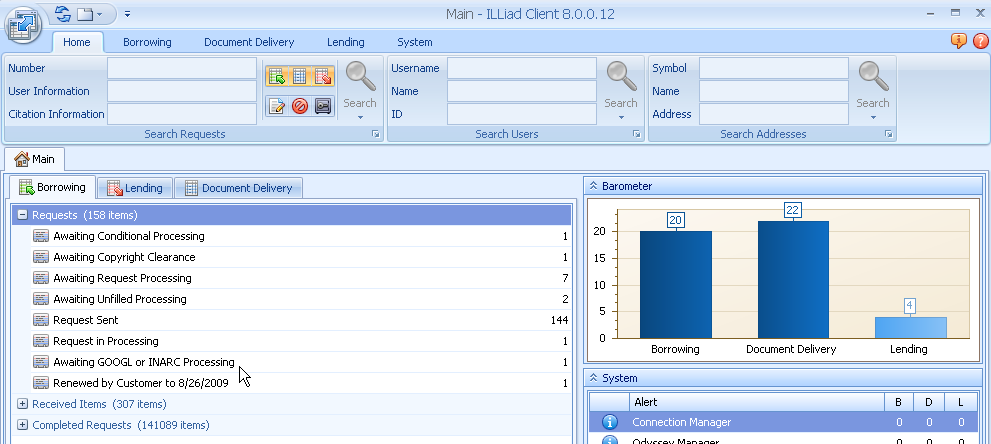 Main - ILLiad Client 8.0.0.12
Home Borrowing Document Delivery Lending System
Number
User Information
Citation Information
Search
Search Requests
Username
Name
ID
Search
Search Users
Symbol
Name
Address
Search
Search Addresses
Main
Borrowing Lending Document Delivery
Requests (158 items)
Awaiting Conditional Processing 1
Awaiting Copyright Clearance 1
Awaiting Request Processing 7
Awaiting Unfilled Processing 2
Request Sent 144
Request in Processing 1
Awaiting GOOGL or INARC Processing 1
Renewed by Customer to 8/26/2009 1
Received Items (307 items)
Completed Requests (141089 items)
Barometer
20
15
10
5
0
20
22
4
Borrowing Document Delivery Lending
System
Alert B D L
Connection Manager 0 0 0
Odyssey Manager 0 0 0